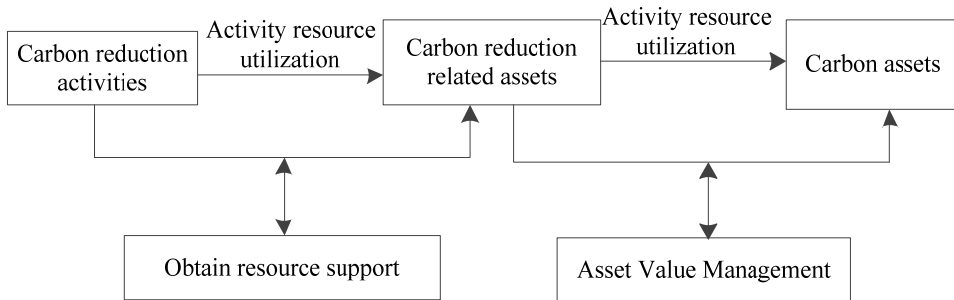 Carbon reduction
activities
Activity resource
utilization
Carbon reduction
related assets
Activity resource
utilization
Carbon assets
Obtain resource support
Asset Value Management